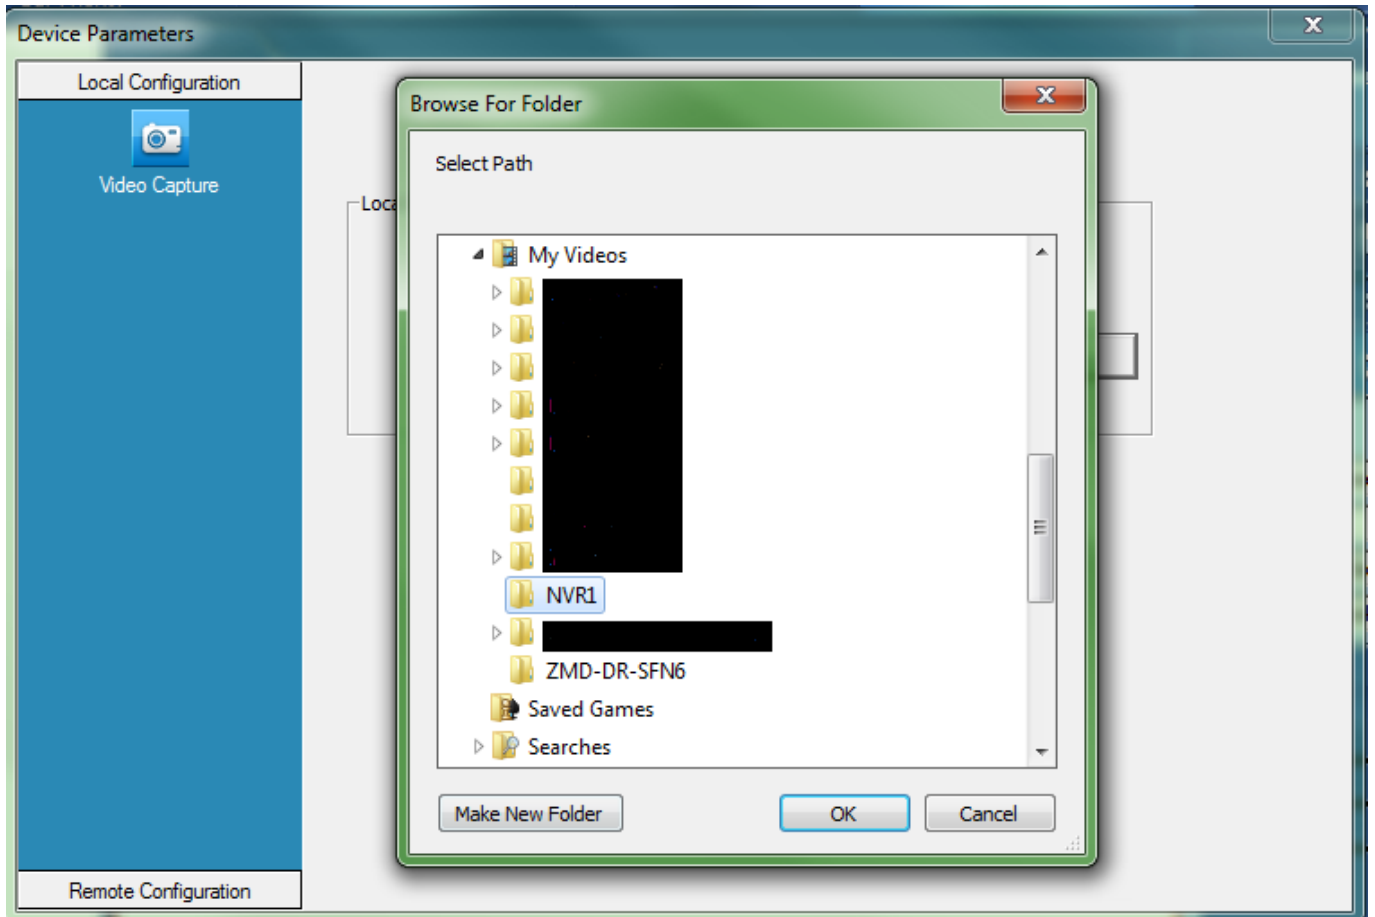 Device Parameters
Local Configuration
Video Capture
Browse For Folder
Select Path
My Videos
NVR1
ZMD-DR-SFN6
Saved Games
Searches
Make New Folder
OK
Cancel
Remote Configuration